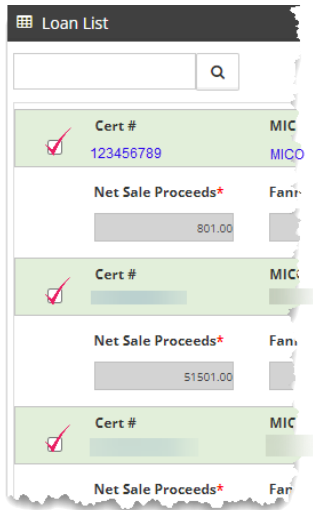 Loan List
Cert # MIC
123456789 MICO
Net Sale Proceeds* Fann
801.00
Cert # MIC
Net Sale Proceeds* Fan
51501.00
Cert # MIC
Net Sale Proceeds* Fan